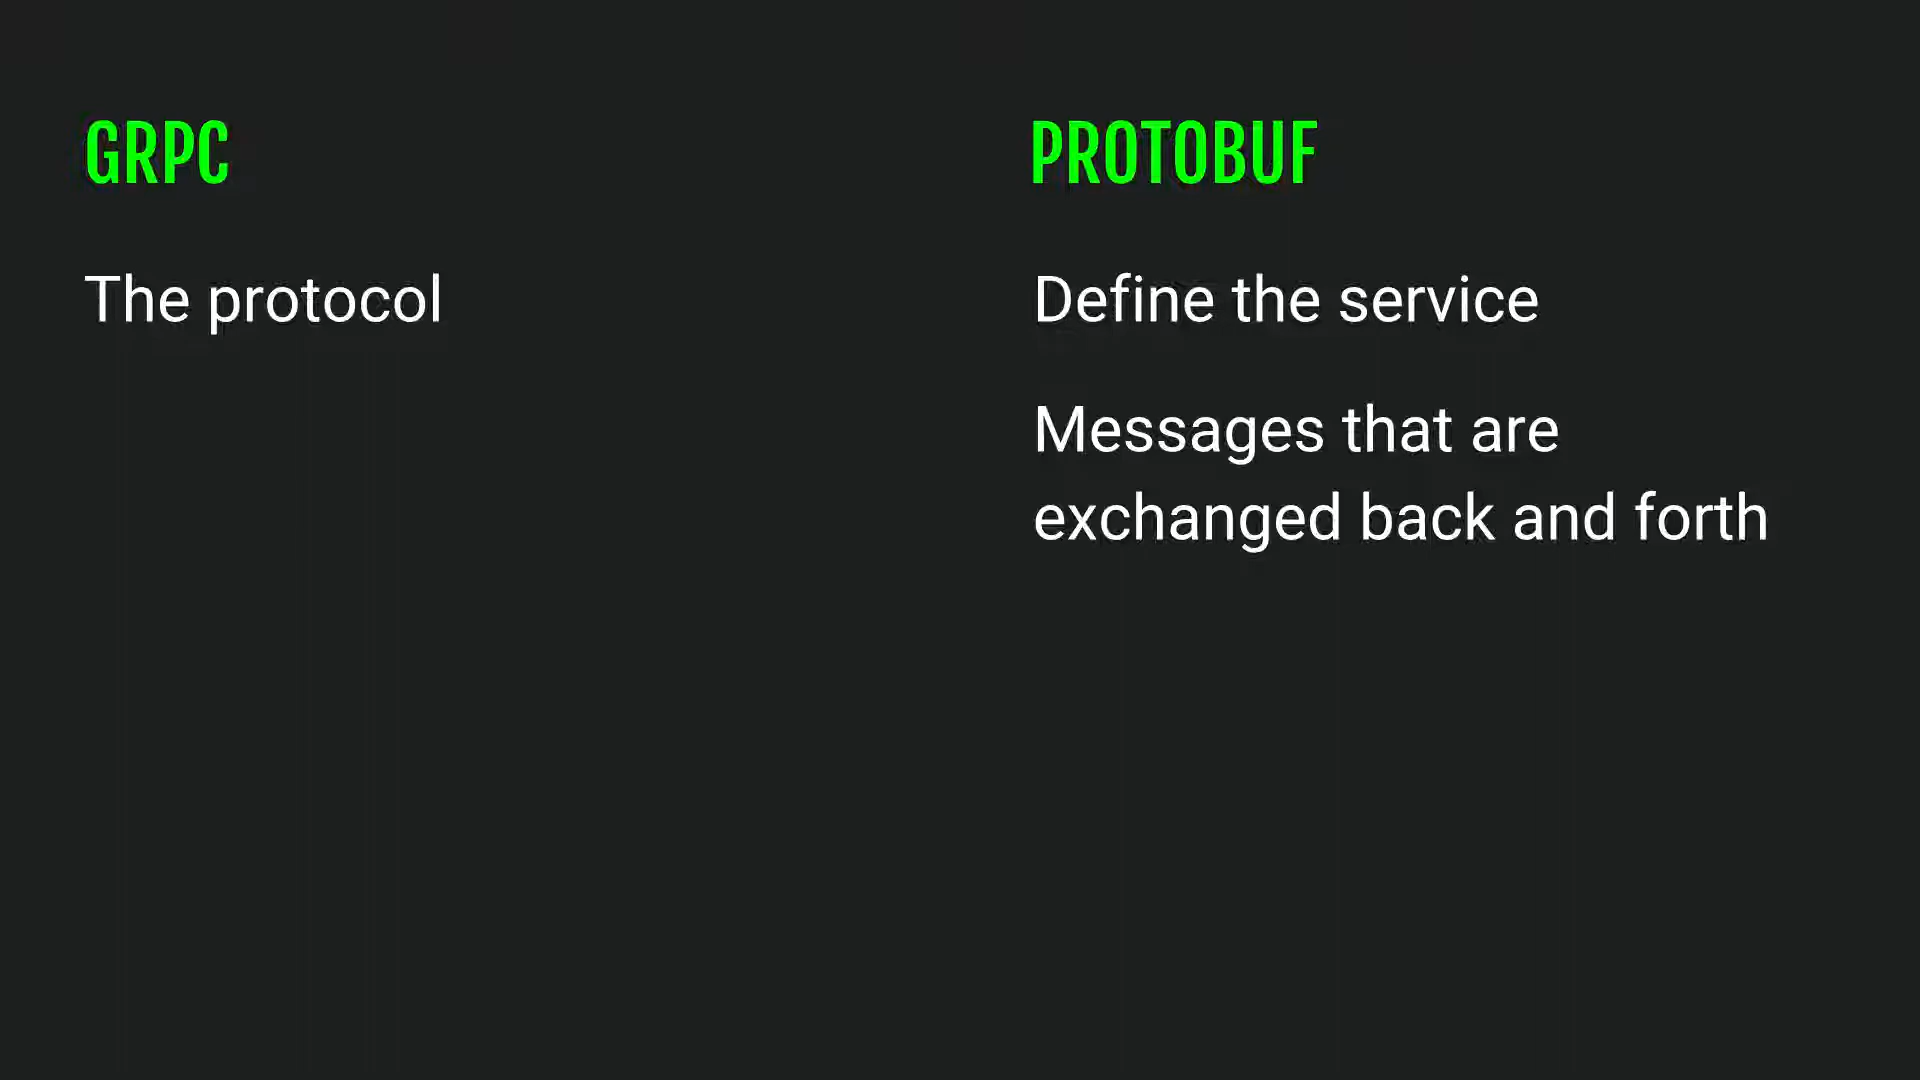 GRPC
The protocol
PROTOBUF
Define the service
Messages that are
exchanged back and forth